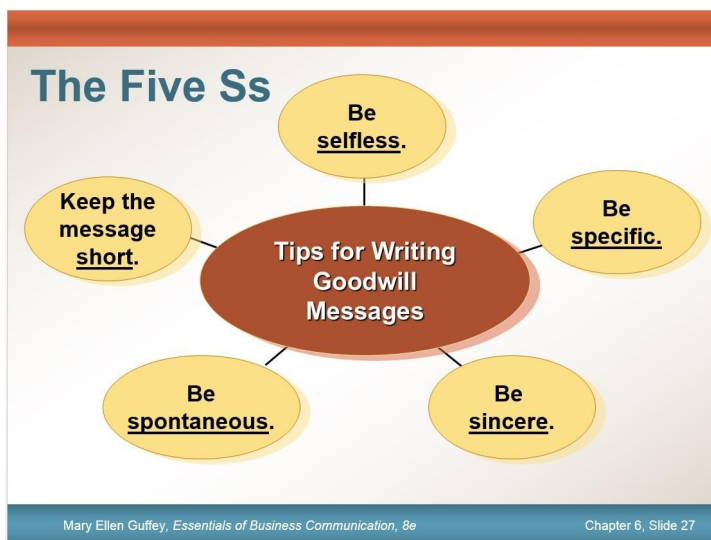 The Five Ss
Be
selfless.
Be
specific.
Be
sincere.
Be
spontaneous.
Keep the
message
short.
Tips for Writing
Goodwill
Messages
Mary Ellen Guffey, Essentials of Business Communication, 8e
Chapter 6, Slide 27